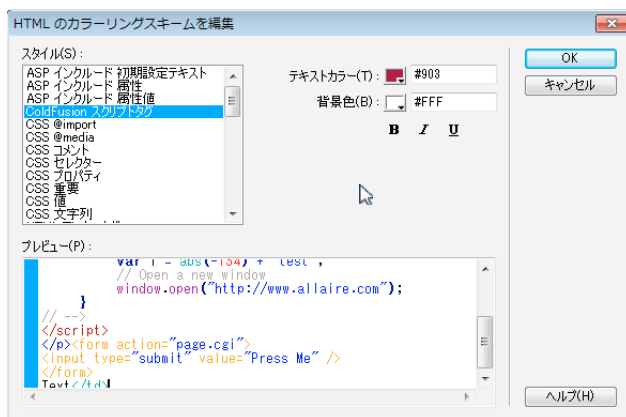 HTML のカラーリングスキームを編集
スタイル(S):
ASP インクルード 初期設定テキスト
ASP インクルード 属性
ASP インクルード 属性値
ColdFusion スクリプトタグ
CSS @import
CSS @media
CSS コメント
CSS セレクター
CSS プロパティ
CSS 重要
CSS 値
CSS 文字列
テキストカラー(T): #903
背景色(B): #FFF
B I U
OK
キャンセル
プレビュー(P):
var i = abs(-134) + "test";
// Open a new window
window.open("http://www.allaire.com");
}
// -->
</script>
</p><form action="page.cgi">
<input type="submit" value="Press Me" />
</form>
Text</td>
ヘルプ(H)